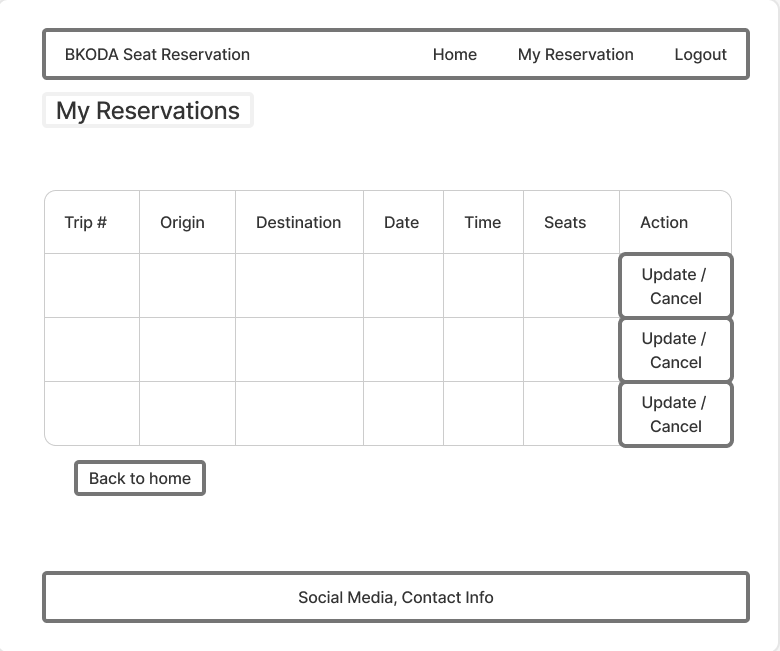 BKODA Seat Reservation Home My Reservation Logout
My Reservations
Trip # Origin Destination Date Time Seats Action
Update /
Cancel
Update /
Cancel
Update /
Cancel
Back to home
Social Media, Contact Info